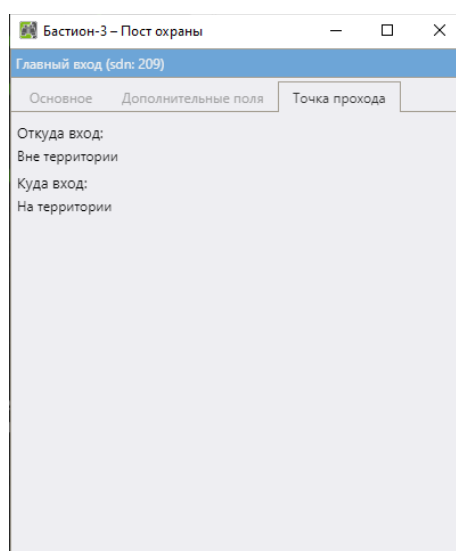 Бастион-3 – Пост охраны
Главный вход (sdn: 209)
Основное Дополнительные поля Точка прохода
Откуда вход:
Вне территории
Куда вход:
На территории